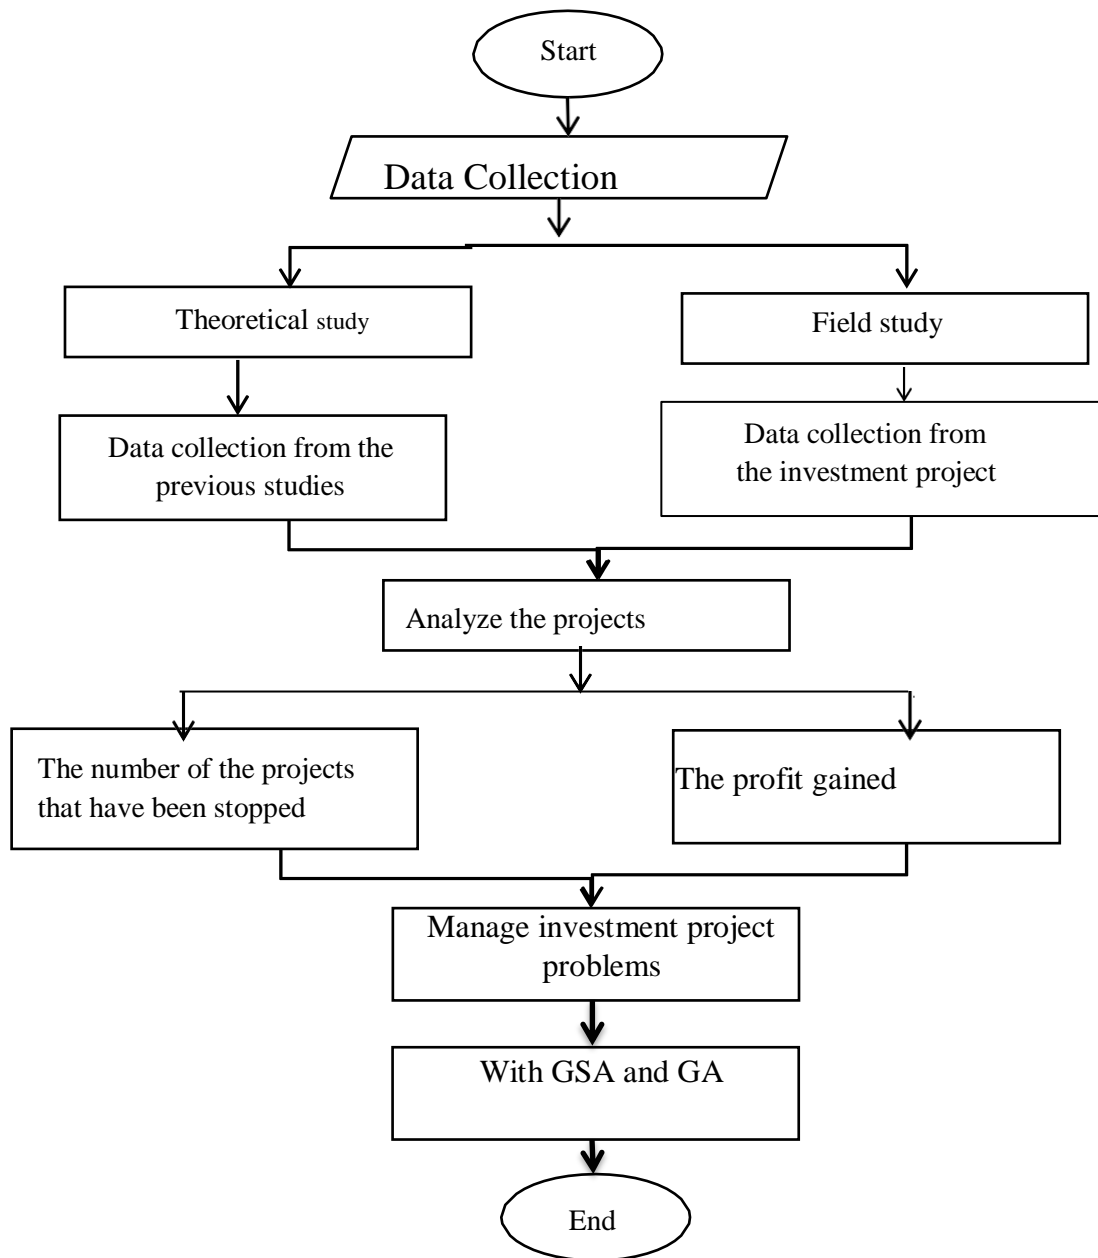 Start
Data Collection
Theoretical study
Field study
Data collection from the
previous studies
Data collection from
the investment project
Analyze the projects
The number of the projects
that have been stopped
The profit gained
Manage investment project
problems
With GSA and GA
End